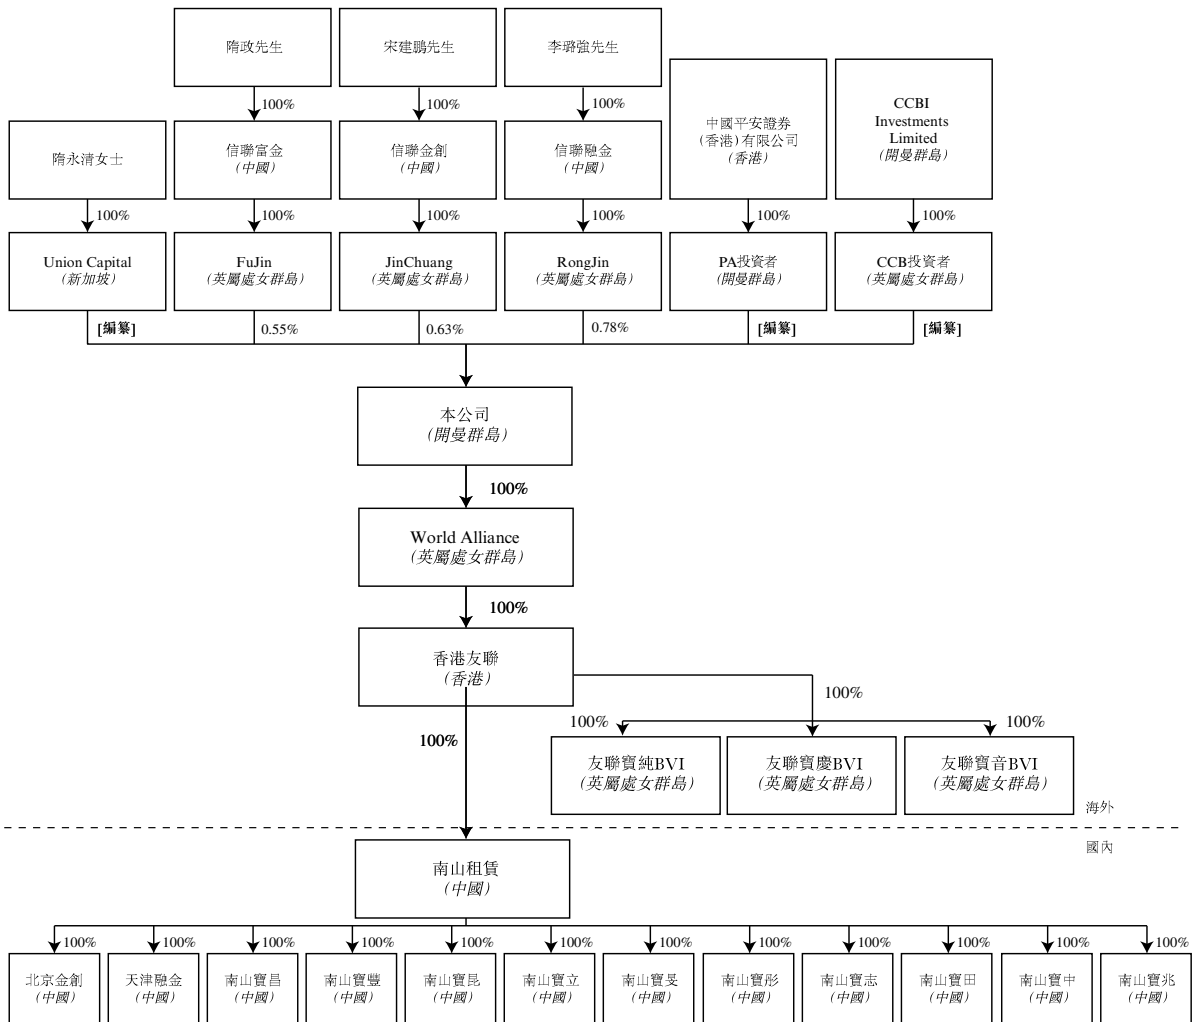 隋政先生
宋建鵬先生
李璐強先生
100%
100%
100%
隋永清女士
信聯富金
(中國)
信聯金創
(中國)
信聯融金
(中國)
中國平安證券
(香港)有限公司
(香港)
CCBI
Investments
Limited
(開曼群島)
100%
100%
100%
100%
100%
100%
Union Capital
(新加坡)
FuJin
(英屬處女群島)
JinChuang
(英屬處女群島)
RongJin
(英屬處女群島)
PA投資者
(開曼群島)
CCB投資者
(英屬處女群島)
[編纂]
0.55%
0.63%
0.78%
[編纂]
[編纂]
本公司
(開曼群島)
100%
World Alliance
(英屬處女群島)
100%
香港友聯
(香港)
100%
100%
100%
100%
友聯寶純BVI
(英屬處女群島)
友聯寶慶BVI
(英屬處女群島)
友聯寶音BVI
(英屬處女群島)
海外
國內
南山租賃
(中國)
100%
100%
100%
100%
100%
100%
100%
100%
100%
100%
100%
100%
北京金創
(中國)
天津融金
(中國)
南山寶昌
(中國)
南山寶豐
(中國)
南山寶昆
(中國)
南山寶立
(中國)
南山寶旻
(中國)
南山寶彤
(中國)
南山寶志
(中國)
南山寶田
(中國)
南山寶中
(中國)
南山寶兆
(中國)